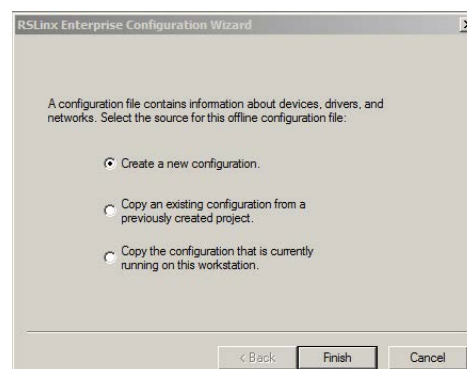 RSLinx Enterprise Configuration Wizard
A configuration file contains information about devices, drivers, and
networks. Select the source for this offline configuration file:
Create a new configuration.
Copy an existing configuration from a
previously created project.
Copy the configuration that is currently
running on this workstation.
< Back
Finish
Cancel